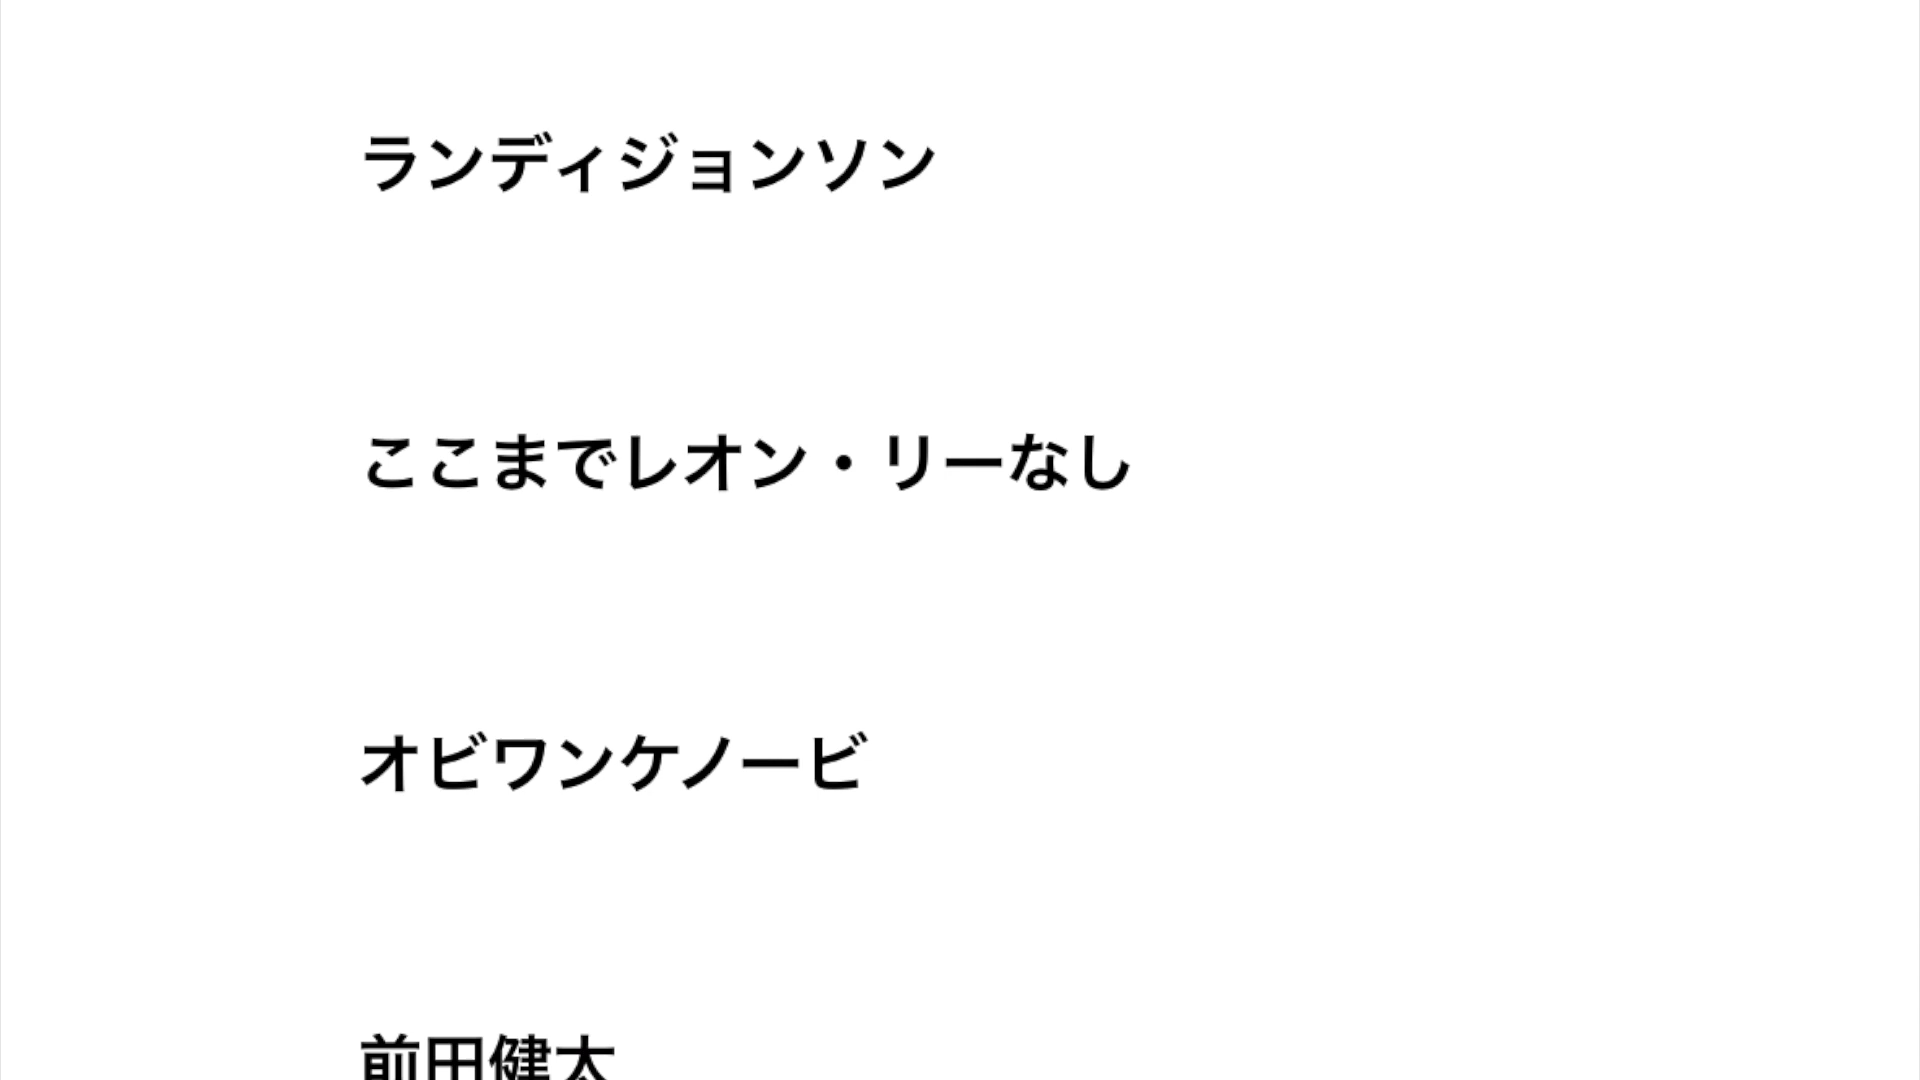 ランディジョンソン
ここまでレオン・リーなし
オビワンケノービ
前田健太